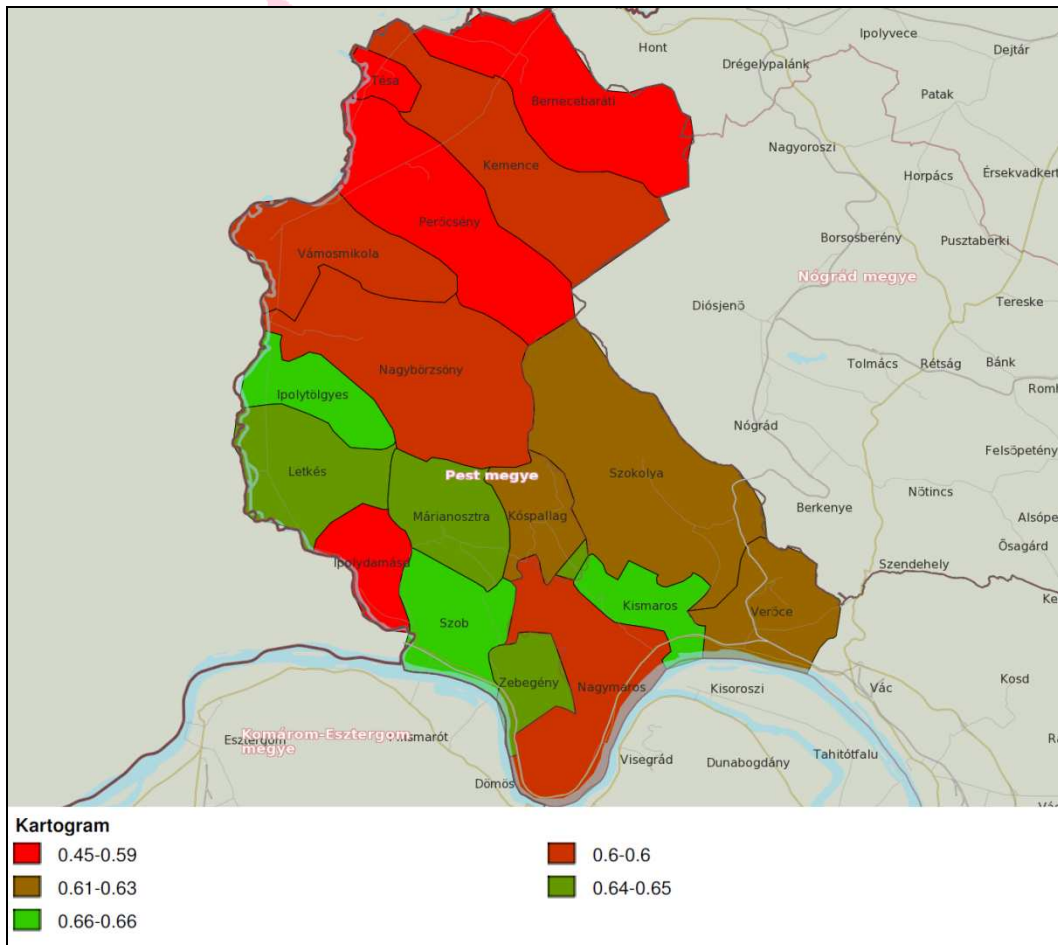 Hont
Ipolyvece
Dejtár
Drégelypalánk
Tésa
Bernecebaráti
Patak
Nagyoroszi
Kemence
Horpács
Érsekvadkert
Perőcsény
Borsosberény
Pusztaberki
Vámosmikola
Nógrád megye
Diósjenő
Tereske
Nagybörzsöny
Tolmács
Rétság
Bánk
Ipolytölgyes
Nógrád
Felsőpetény
Letkés
Pest megye
Szokolya
Nőtincs
Berkenye
Márianosztra
Kóspallag
Ősagárd
Ipolydamásd
Szendehely
Kismaros
Verőce
Szob
Zebegény
Nagymaros
Kisoroszi
Vác
Kosd
Esztergom
Komárom-Esztergom
megye
Visegrád
Dunabogdány
Tahitótfalu
Dömös
Kartogram
0.45-0.59
0.6-0.6
0.61-0.63
0.64-0.65
0.66-0.66